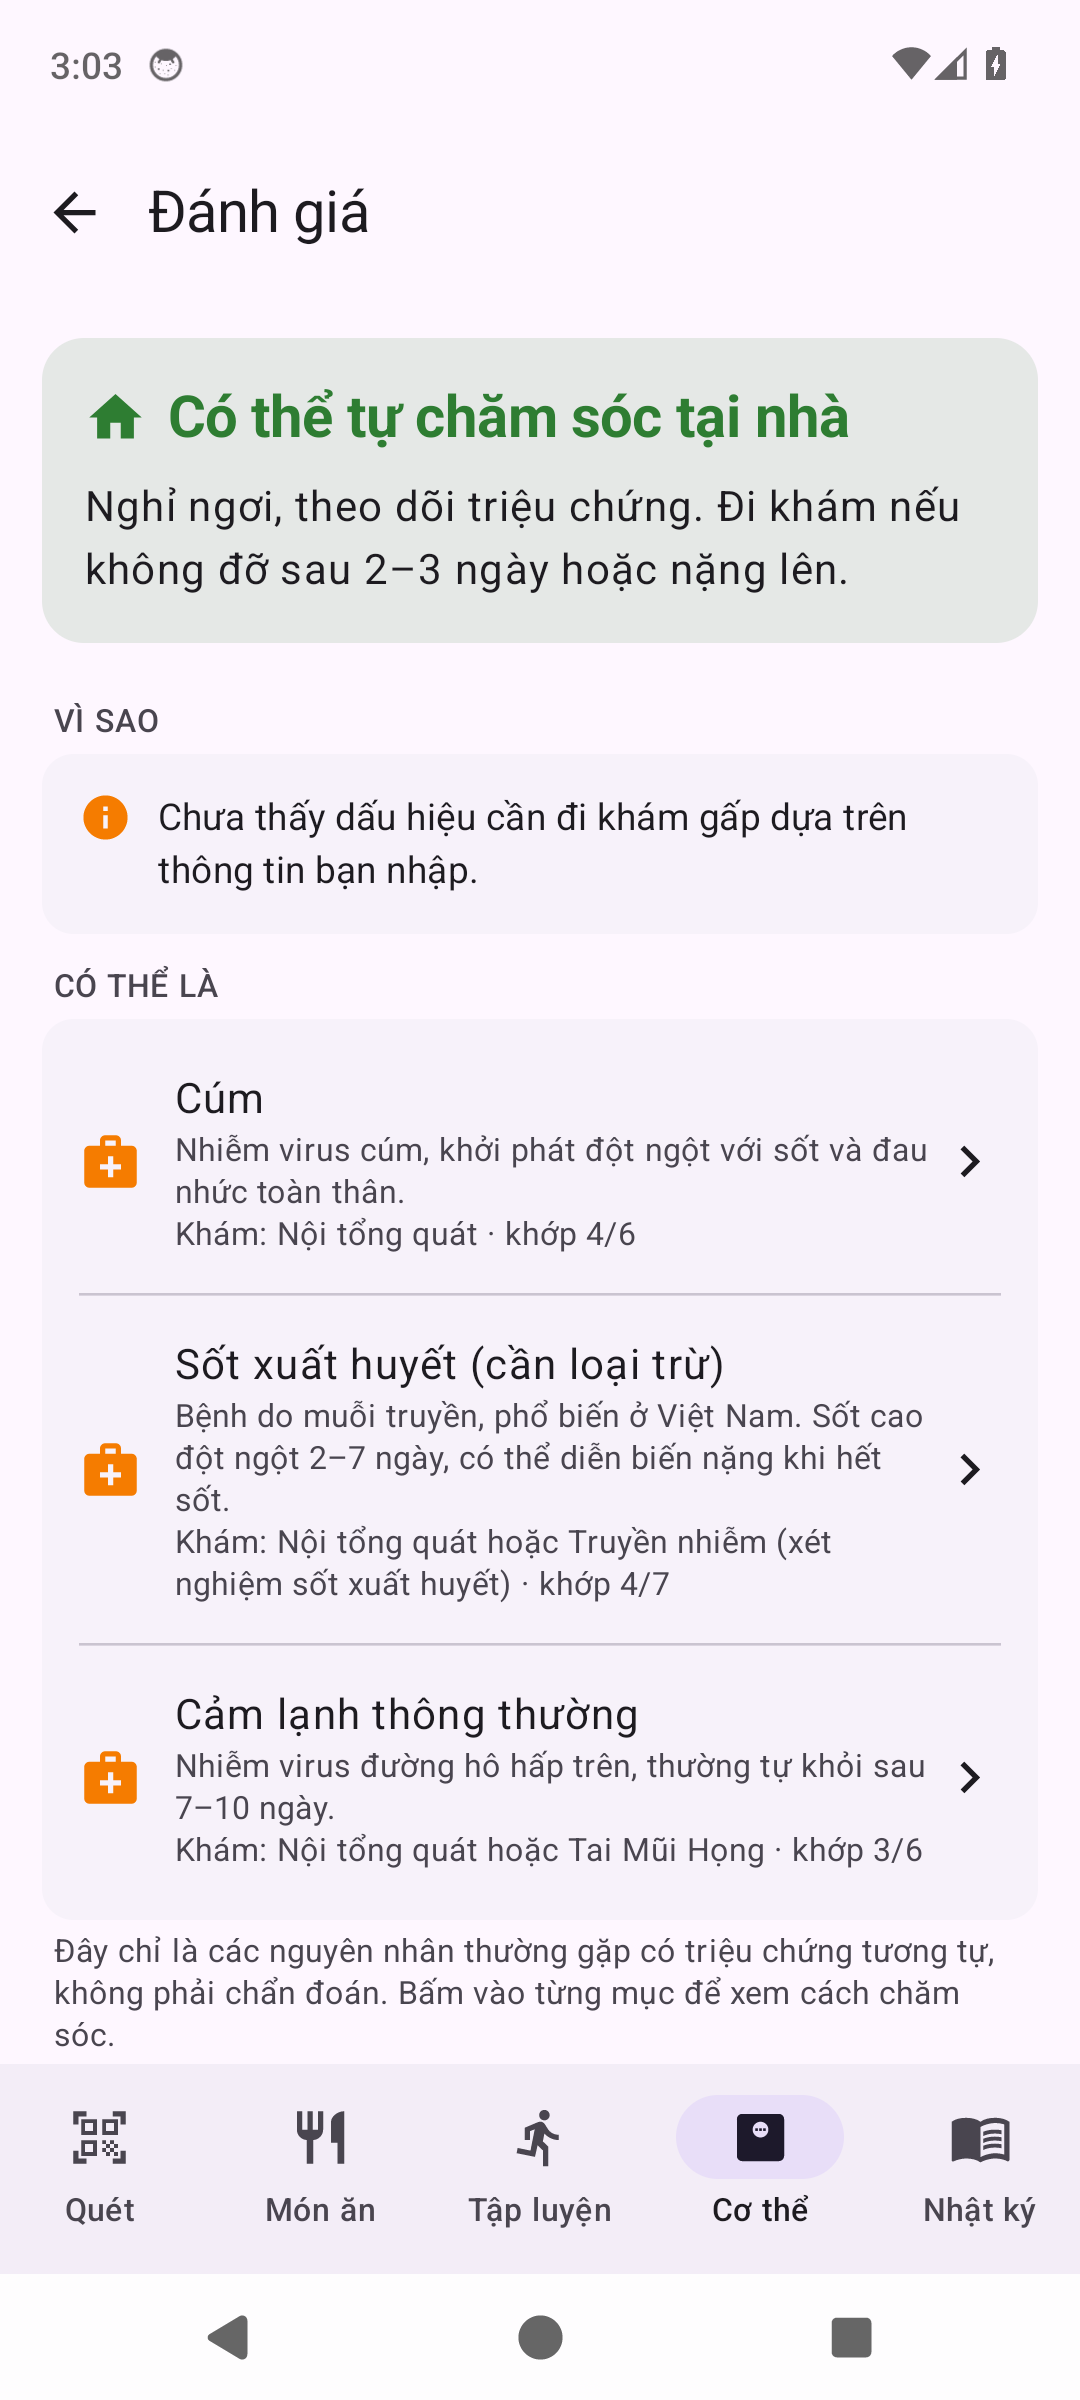 3:03
Đánh giá
Có thể tự chăm sóc tại nhà
Nghỉ ngơi, theo dõi triệu chứng. Đi khám nếu
không đỡ sau 2–3 ngày hoặc nặng lên.
VÌ SAO
Chưa thấy dấu hiệu cần đi khám gấp dựa trên
thông tin bạn nhập.
CÓ THỂ LÀ
Cúm
Nhiễm virus cúm, khởi phát đột ngột với sốt và đau
nhức toàn thân.
Khám: Nội tổng quát · khớp 4/6
Sốt xuất huyết (cần loại trừ)
Bệnh do muỗi truyền, phổ biến ở Việt Nam. Sốt cao
đột ngột 2–7 ngày, có thể diễn biến nặng khi hết
sốt.
Khám: Nội tổng quát hoặc Truyền nhiễm (xét
nghiệm sốt xuất huyết) · khớp 4/7
Cảm lạnh thông thường
Nhiễm virus đường hô hấp trên, thường tự khỏi sau
7–10 ngày.
Khám: Nội tổng quát hoặc Tai Mũi Họng · khớp 3/6
Đây chỉ là các nguyên nhân thường gặp có triệu chứng tương tự,
không phải chẩn đoán. Bấm vào từng mục để xem cách chăm
sóc.
Quét
Món ăn
Tập luyện
Cơ thể
Nhật ký